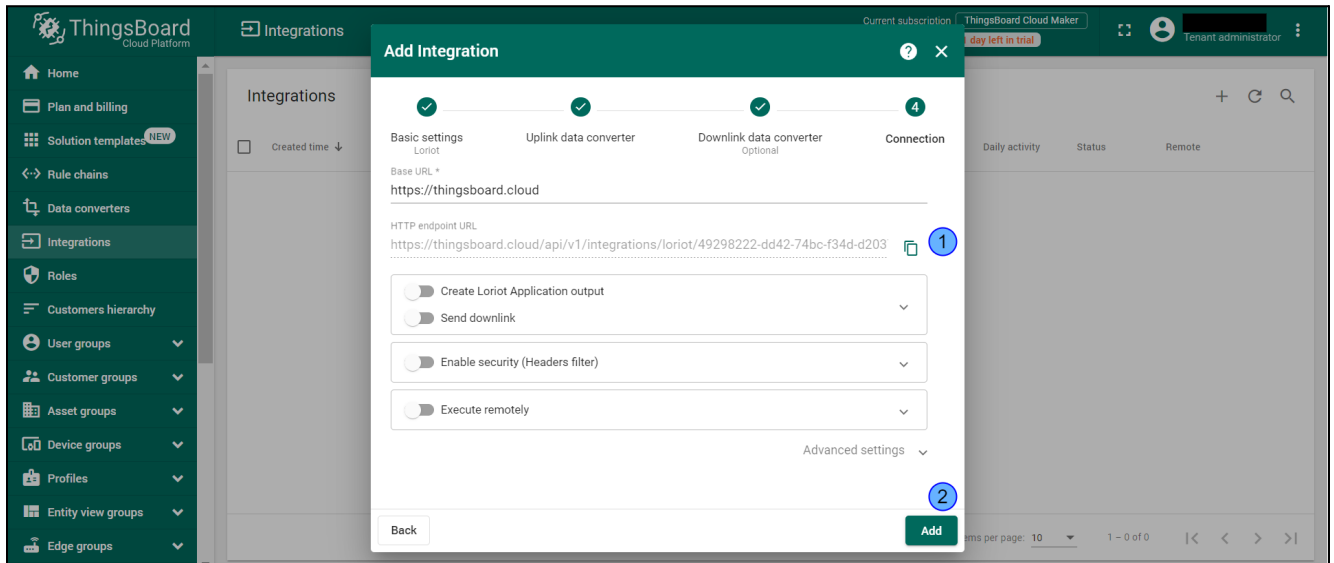 ThingsBoard
Cloud Platform
Integrations
Current subscription
ThingsBoard Cloud Maker
day left in trial
Tenant administrator
Home
Plan and billing
Solution templates NEW
Rule chains
Data converters
Integrations
Roles
Customers hierarchy
User groups
Customer groups
Asset groups
Device groups
Profiles
Entity view groups
Edge groups
Integrations
Created time
Daily activity
Status
Remote
Add Integration
?
4
Basic settings
Loriot
Uplink data converter
Downlink data converter
Optional
Connection
Base URL *
https://thingsboard.cloud
HTTP endpoint URL
https://thingsboard.cloud/api/v1/integrations/loriot/49298222-dd42-74bc-f34d-d203
1
Create Loriot Application output
Send downlink
Enable security (Headers filter)
Execute remotely
Advanced settings
2
Back
Add
ems per page: 10
1 – 0 of 0